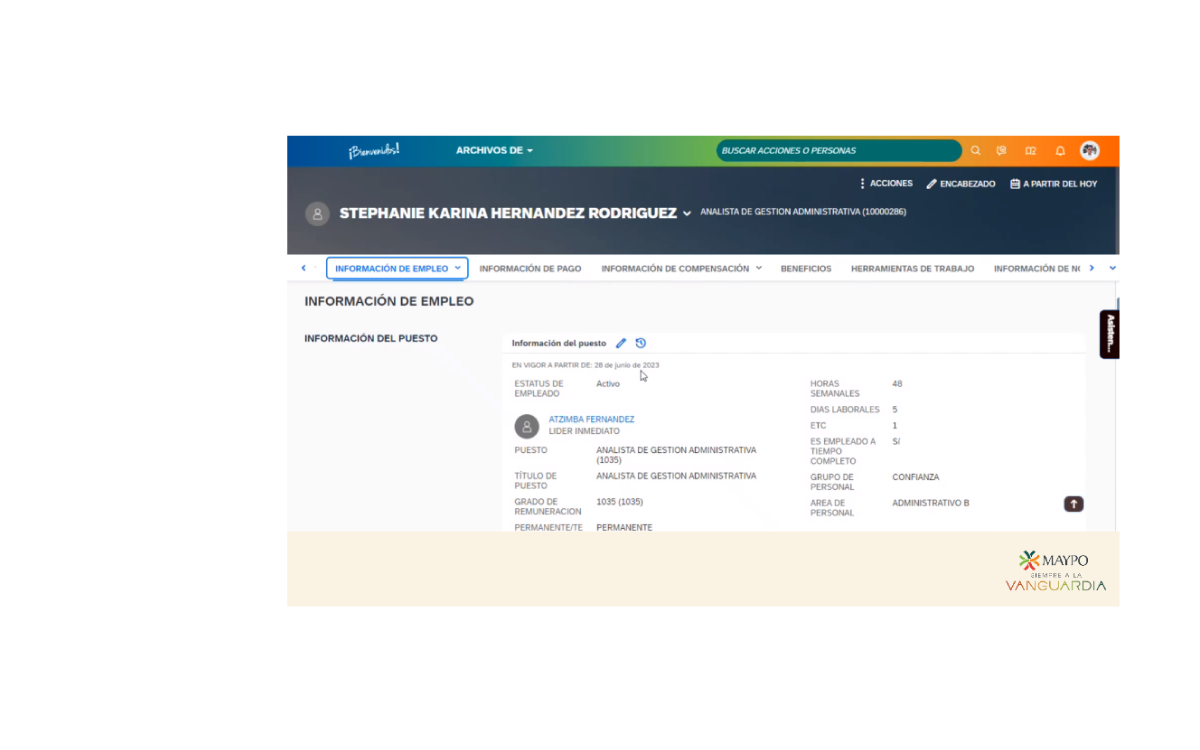 ¡Bienvenidos!
ARCHIVOS DE
BUSCAR ACCIONES O PERSONAS
ACCIONES
ENCABEZADO
A PARTIR DEL HOY
STEPHANIE KARINA HERNANDEZ RODRIGUEZ
ANALISTA DE GESTION ADMINISTRATIVA (10000286)
INFORMACIÓN DE EMPLEO
INFORMACIÓN DE PAGO
INFORMACIÓN DE COMPENSACIÓN
BENEFICIOS
HERRAMIENTAS DE TRABAJO
INFORMACIÓN DE
INFORMACIÓN DE EMPLEO
INFORMACIÓN DEL PUESTO
Información del puesto
EN VIGOR A PARTIR DE: 28 de junio de 2023
ESTATUS DE
EMPLEADO
Activo
ATZIMBA FERNANDEZ
LIDER INMEDIATO
PUESTO
ANALISTA DE GESTION ADMINISTRATIVA
(1035)
TÍTULO DE
PUESTO
ANALISTA DE GESTION ADMINISTRATIVA
GRADO DE
REMUNERACION
1035 (1035)
PERMANENTE/TE
PERMANENTE
HORAS
SEMANALES
48
DIAS LABORALES
5
ETC
1
ES EMPLEADO A
TIEMPO
COMPLETO
GRUPO DE
PERSONAL
CONFIANZA
AREA DE
PERSONAL
ADMINISTRATIVO B
Asisten...
MAYPO
SIEMPRE A LA
VANGUARDIA